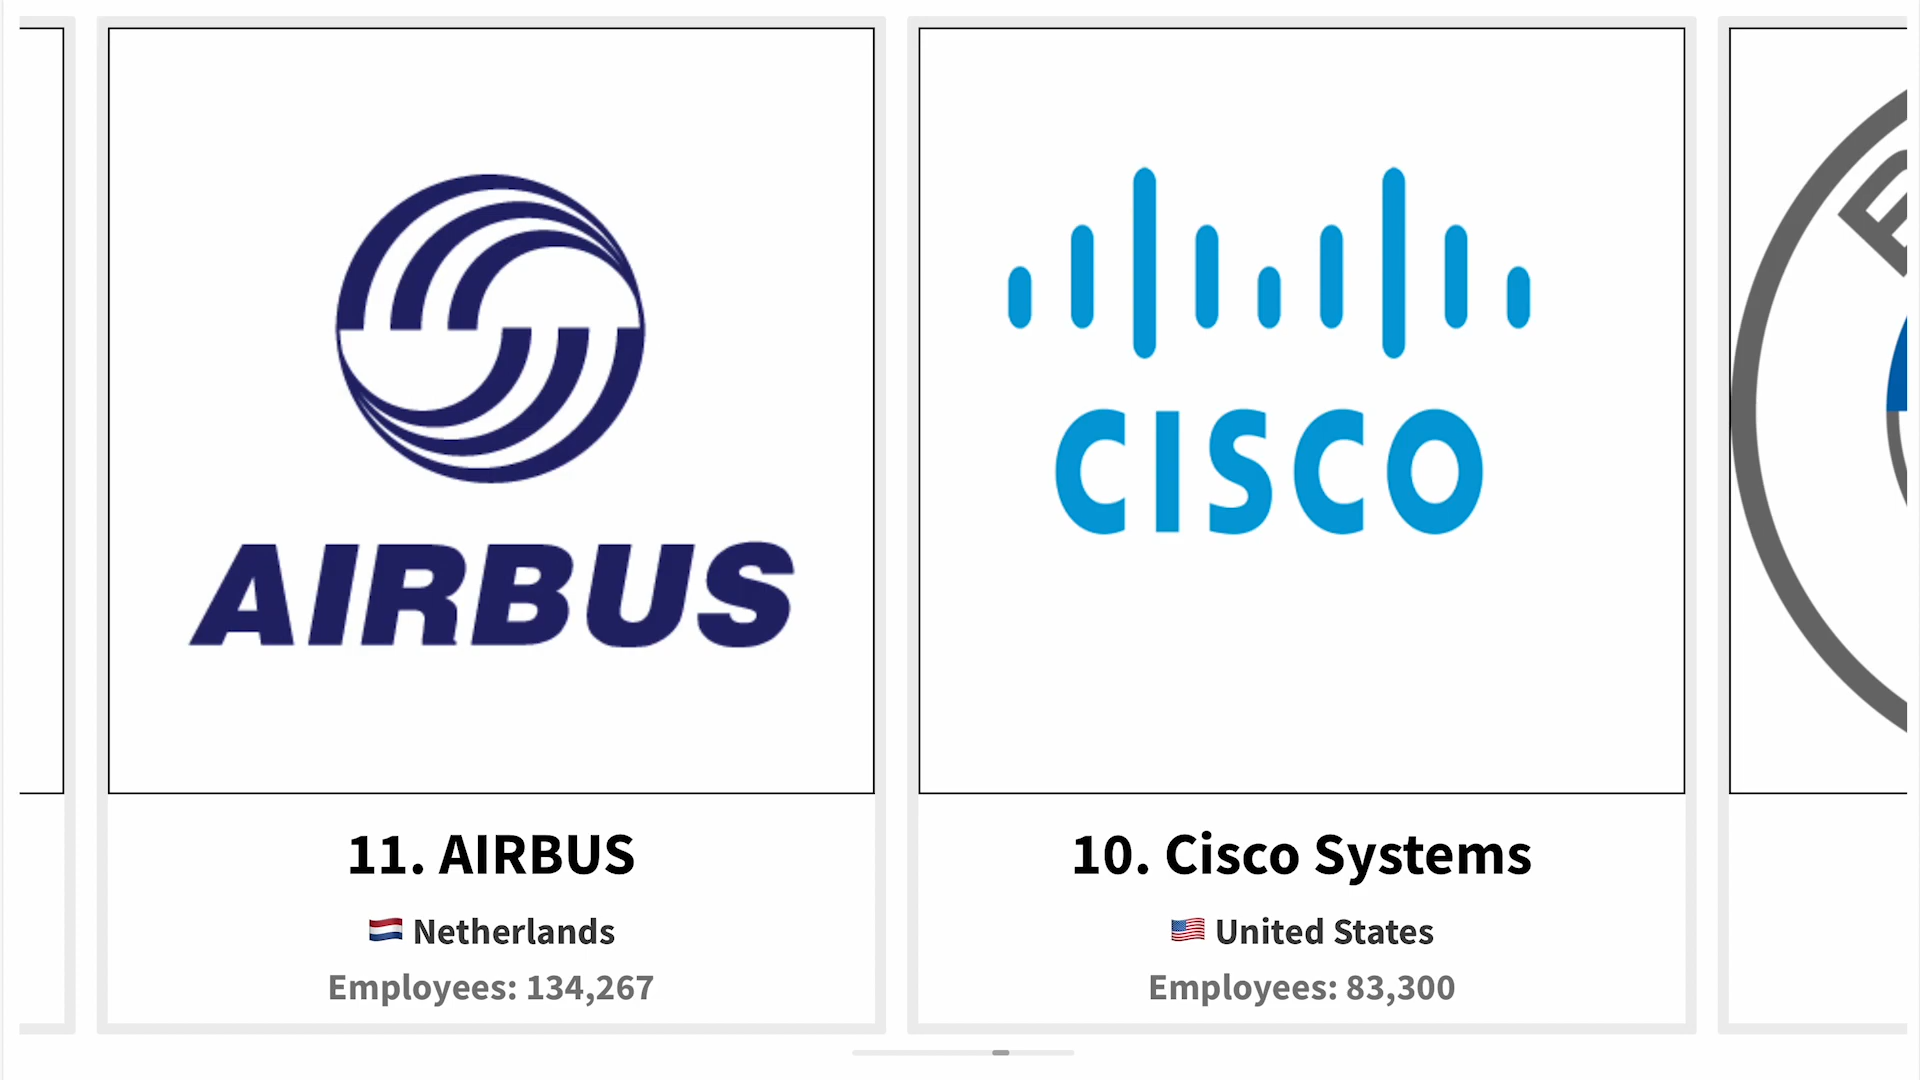 AIRBUS
11. AIRBUS
🇳🇱 Netherlands
Employees: 134,267
CISCO
10. Cisco Systems
🇺🇸 United States
Employees: 83,300